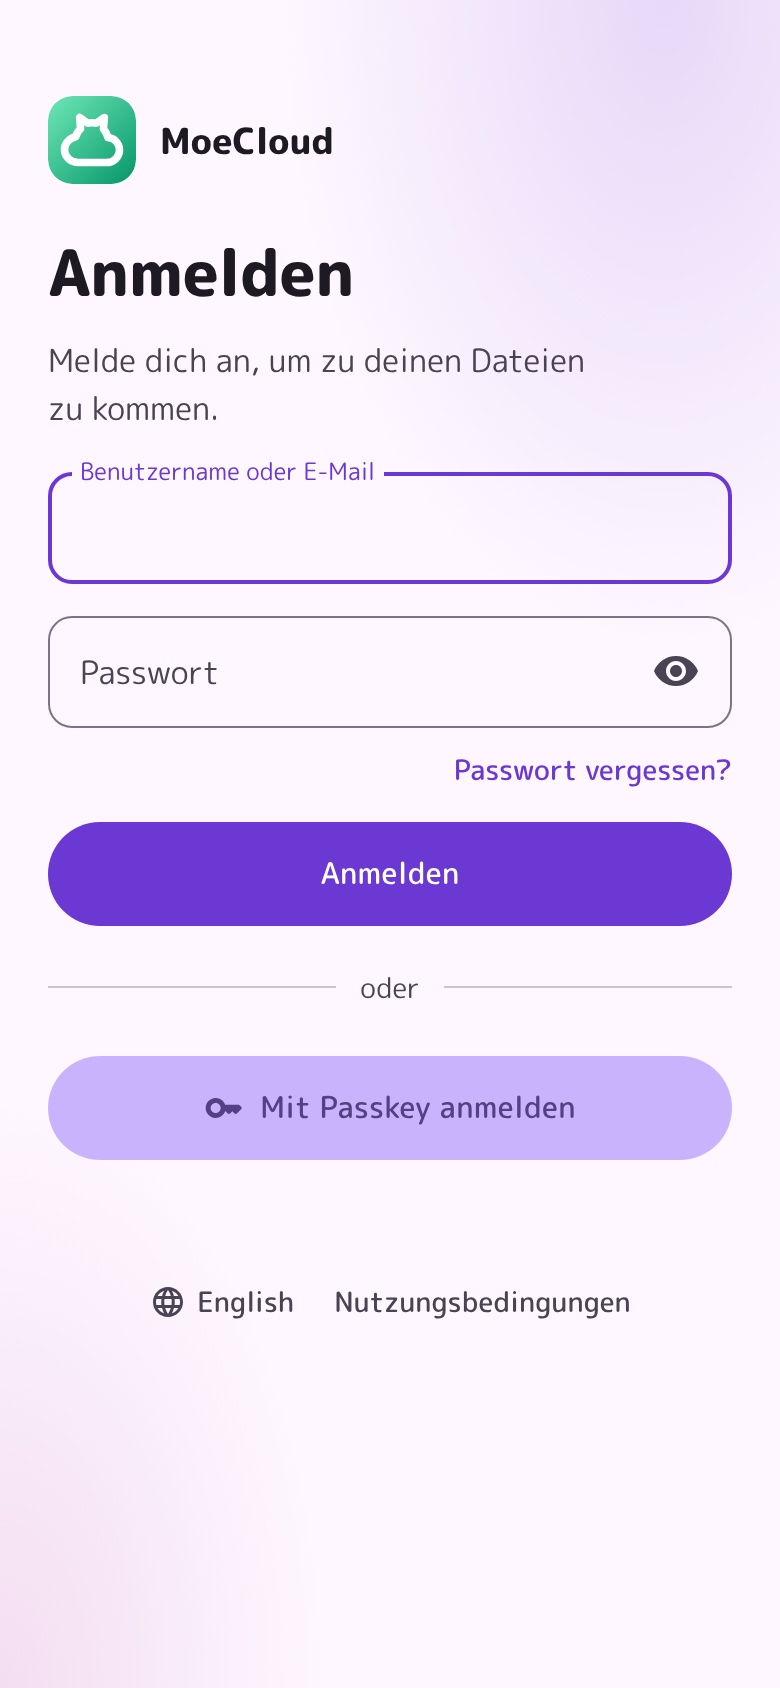 MoeCloud
Anmelden
Melde dich an, um zu deinen Dateien
zu kommen.
Benutzername oder E-Mail
Passwort
Passwort vergessen?
Anmelden
oder
Mit Passkey anmelden
English Nutzungsbedingungen